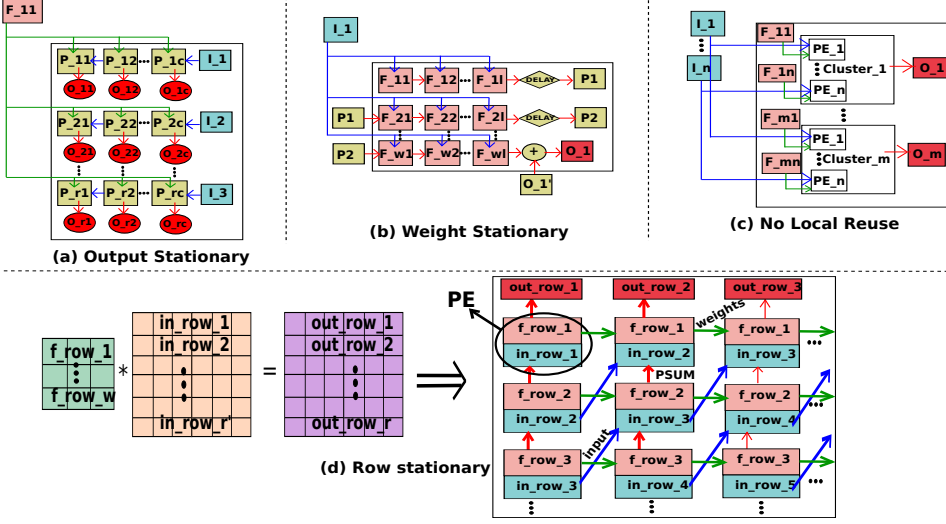 F_11
P_11 P_12 P_1c I_1
O_11 O_12 O_1c
P_21 P_22 P_2c I_2
O_21 O_22 O_2c
P_r1 P_r2 P_rc I_3
O_r1 O_r2 O_rc
(a) Output Stationary
I_1
F_11 F_12 F_1l DELAY P1
P1 F_21 F_22 F_2l DELAY P2
P2 F_w1 F_w2 F_wl + O_1
O_1'
(b) Weight Stationary
I_1
I_n
F_11
PE_1
Cluster_1
F_1n
PE_n
O_1
F_m1
PE_1
Cluster_m
F_mn
PE_n
O_m
(c) No Local Reuse
f_row_1
f_row_w
*
in_row_1
in_row_2
in_row_r'
=
out_row_1
out_row_2
out_row_r
PE
out_row_1 out_row_2 out_row_3
weights
f_row_1 f_row_1 f_row_1
in_row_1 in_row_2 in_row_3
PSUM
f_row_2 f_row_2 f_row_2
in_row_2 in_row_3 in_row_4
input
f_row_3 f_row_3 f_row_3
in_row_3 in_row_4 in_row_5
(d) Row stationary